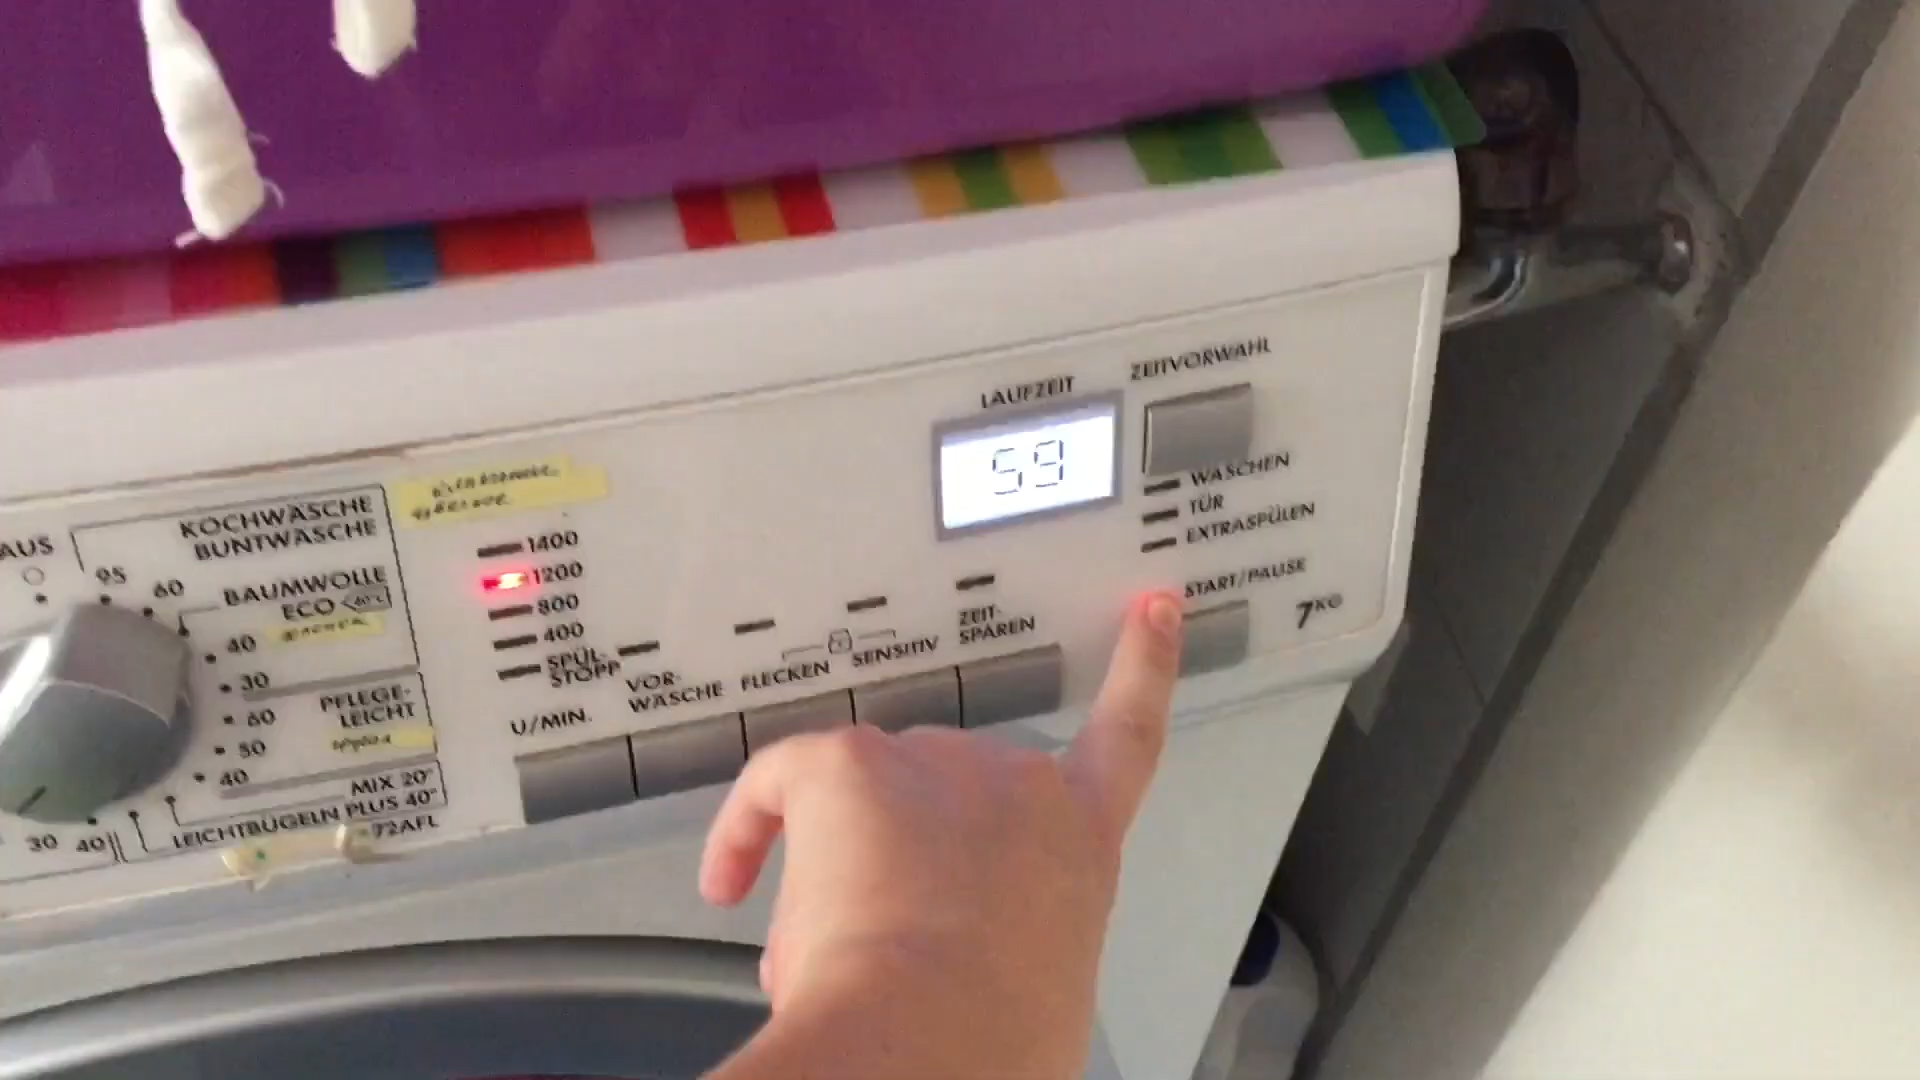 AUS
KOCHWÄSCHE
BUNTWÄSCHE
95
60
BAUMWOLLE
ECO
40
30
PFLEGE-
LEICHT
60
50
40
MIX 20°
LEICHTBÜGELN PLUS 40°
30
40
72AFL
1400
1200
800
400
SPÜL-
STOPP
U/MIN.
VOR-
WÄSCHE
FLECKEN
SENSITIV
ZEIT-
SPAREN
LAUFZEIT
59
ZEITVORWAHL
WASCHEN
TÜR
EXTRASPÜLEN
START/PAUSE
7KG